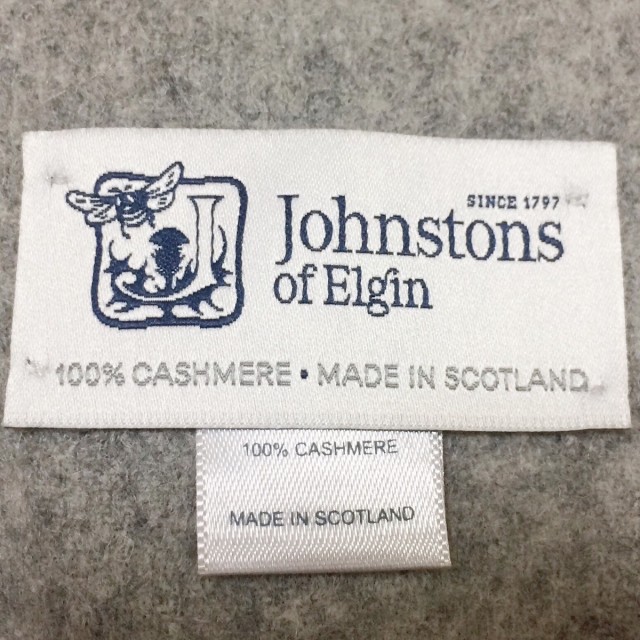 SINCE 1797
Johnstons
of Elgin
100% CASHMERE • MADE IN SCOTLAND
100% CASHMERE
MADE IN SCOTLAND